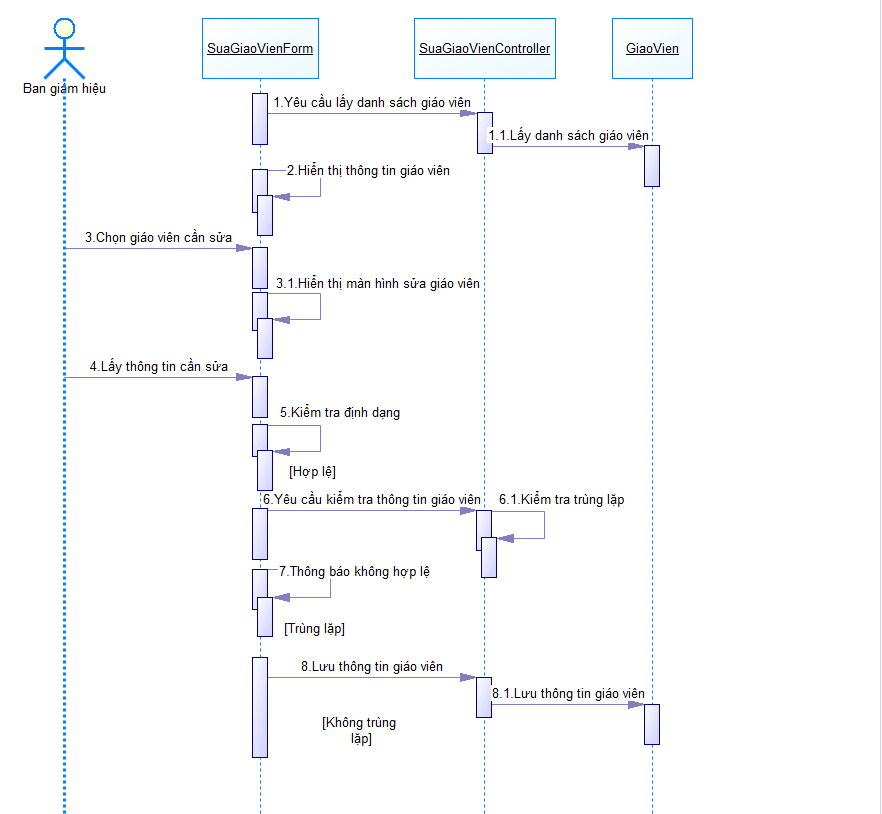 SuaGiaoVienForm
SuaGiaoVienController
GiaoVien
Ban giám hiệu
1.Yêu cầu lấy danh sách giáo viên
1.1.Lấy danh sách giáo viên
2.Hiển thị thông tin giáo viên
3.Chọn giáo viên cần sửa
3.1.Hiển thị màn hình sửa giáo viên
4.Lấy thông tin cần sửa
5.Kiểm tra định dạng
[Hợp lệ]
6.Yêu cầu kiểm tra thông tin giáo viên
6.1.Kiểm tra trùng lặp
7.Thông báo không hợp lệ
[Trùng lặp]
8.Lưu thông tin giáo viên
8.1.Lưu thông tin giáo viên
[Không trùng
lặp]